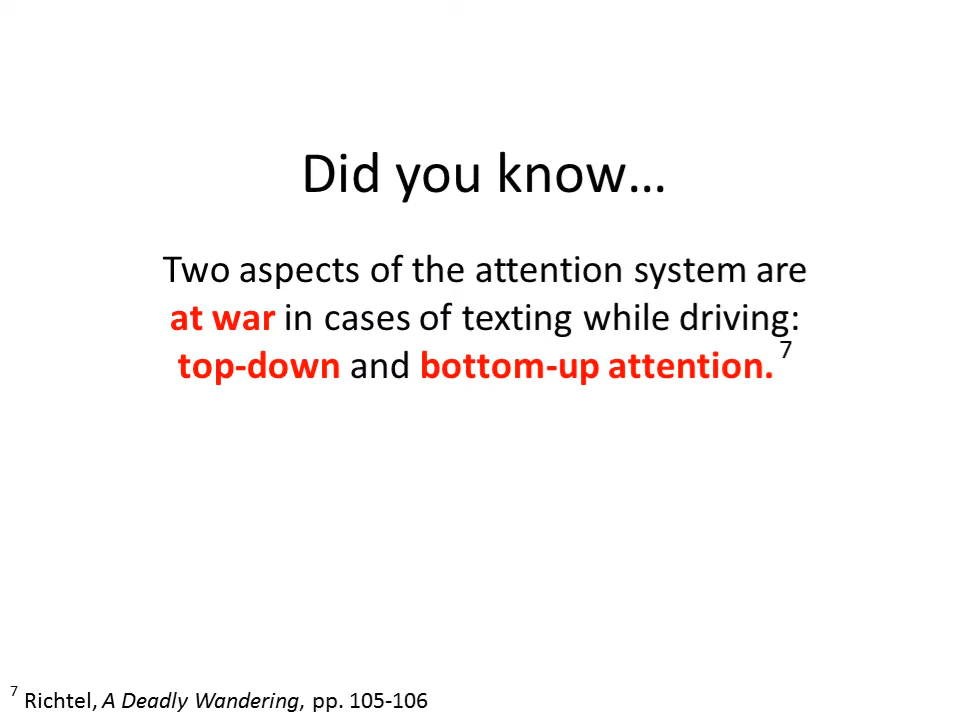 Did you know…
Two aspects of the attention system are
at war in cases of texting while driving:
top-down and bottom-up attention. 7
7 Richtel, A Deadly Wandering, pp. 105-106